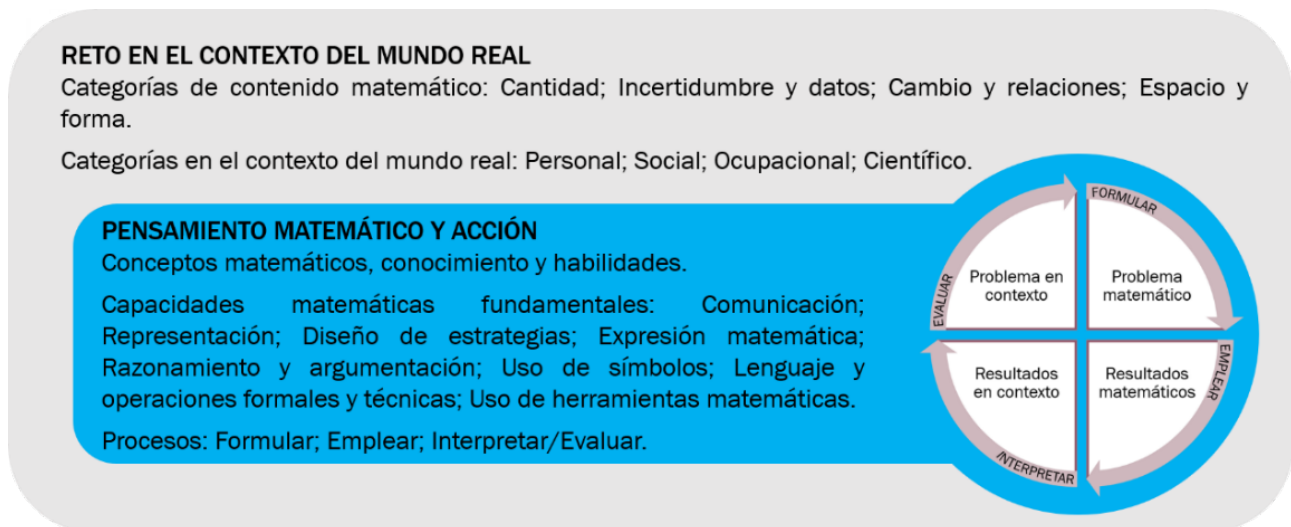 RETO EN EL CONTEXTO DEL MUNDO REAL
Categorías de contenido matemático: Cantidad; Incertidumbre y datos; Cambio y relaciones; Espacio y
forma.
Categorías en el contexto del mundo real: Personal; Social; Ocupacional; Científico.
PENSAMIENTO MATEMÁTICO Y ACCIÓN
Conceptos matemáticos, conocimiento y habilidades.
Capacidades matemáticas fundamentales: Comunicación;
Representación; Diseño de estrategias; Expresión matemática;
Razonamiento y argumentación; Uso de símbolos; Lenguaje y
operaciones formales y técnicas; Uso de herramientas matemáticas.
Procesos: Formular; Emplear; Interpretar/Evaluar.
FORMULAR
Problema en
contexto
Problema
matemático
EVALUAR
EMPLEAR
Resultados
en contexto
Resultados
matemáticos
INTERPRETAR